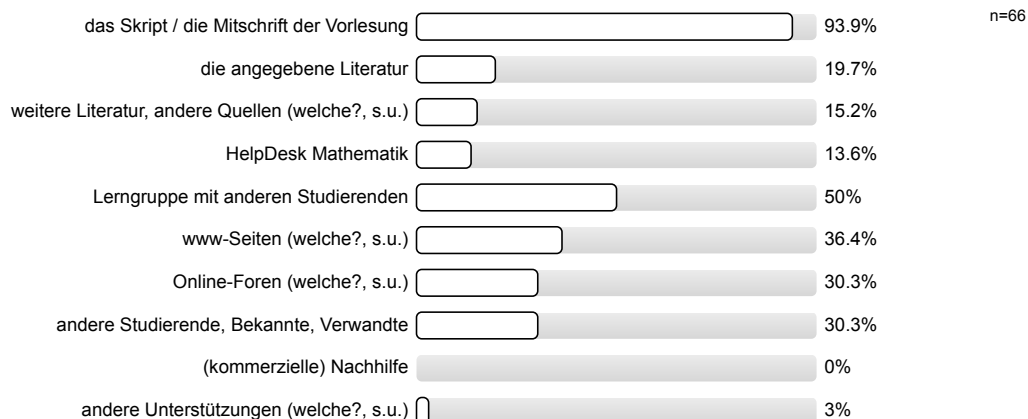 das Skript / die Mitschrift der Vorlesung 93.9% n=66
die angegebene Literatur 19.7%
weitere Literatur, andere Quellen (welche?, s.u.) 15.2%
HelpDesk Mathematik 13.6%
Lerngruppe mit anderen Studierenden 50%
www-Seiten (welche?, s.u.) 36.4%
Online-Foren (welche?, s.u.) 30.3%
andere Studierende, Bekannte, Verwandte 30.3%
(kommerzielle) Nachhilfe 0%
andere Unterstützungen (welche?, s.u.) 3%